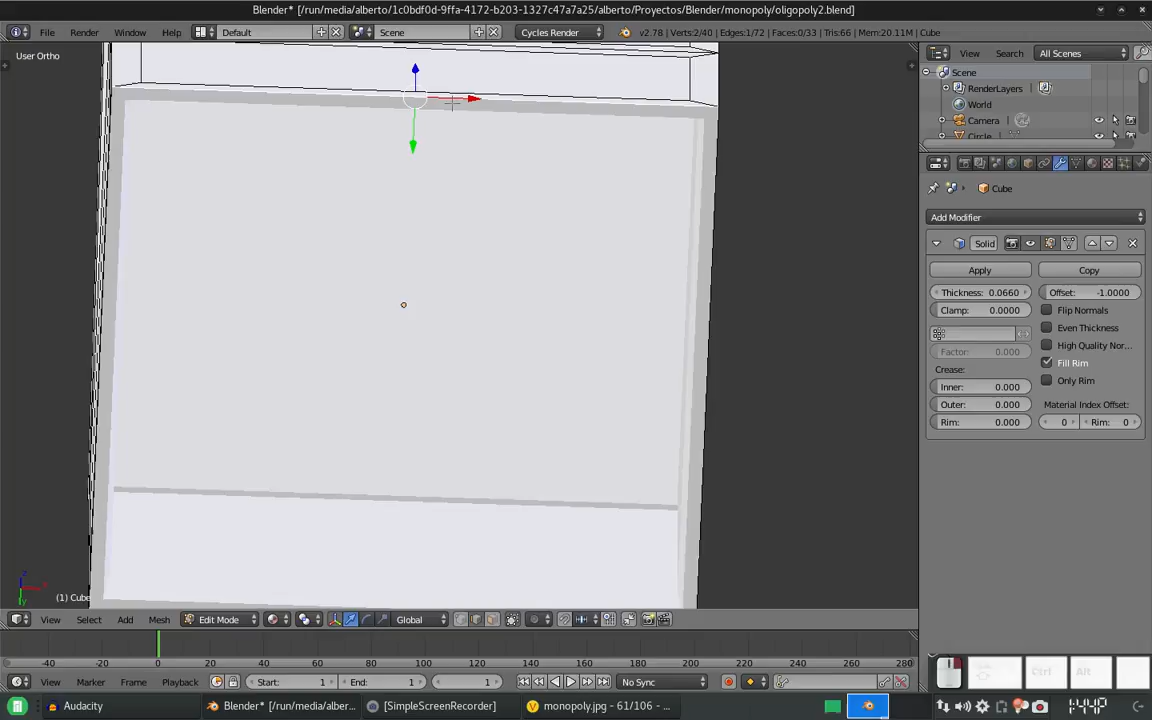 Blender* [/run/media/alberto/1c0bdf0d-9ffa-4172-b203-1327c47a7a25/alberto/Proyectos/Blender/monopoly/oligopoly2.blend]
File Render Window Help Default Scene Cycles Render v2.78 | Verts:2/40 | Edges:1/72 | Faces:0/33 | Tris:66 | Mem:20.11M | Cube
User Ortho
View Search All Scenes
Scene
RenderLayers
World
Camera
Circle
Cube
Add Modifier
Solid
Apply Copy
Thickness: 0.0660 Offset: -1.0000
Clamp: 0.0000 Flip Normals
Even Thickness
High Quality Nor...
Factor: 0.000
Fill Rim
Crease:
Only Rim
Inner: 0.000
Outer: 0.000 Material Index Offset:
Rim: 0.000 0 Rim: 0
(1) Cube
View Select Add Mesh Edit Mode Global
-40 -20 0 20 40 60 80 100 120 140 160 180 200 220 240 260 280
View Marker Frame Playback Start: 1 End: 1 1 No Sync
Ctrl Alt
Audacity Blender* [/run/media/alber... [SimpleScreenRecorder] monopoly.jpg - 61/106 - ...